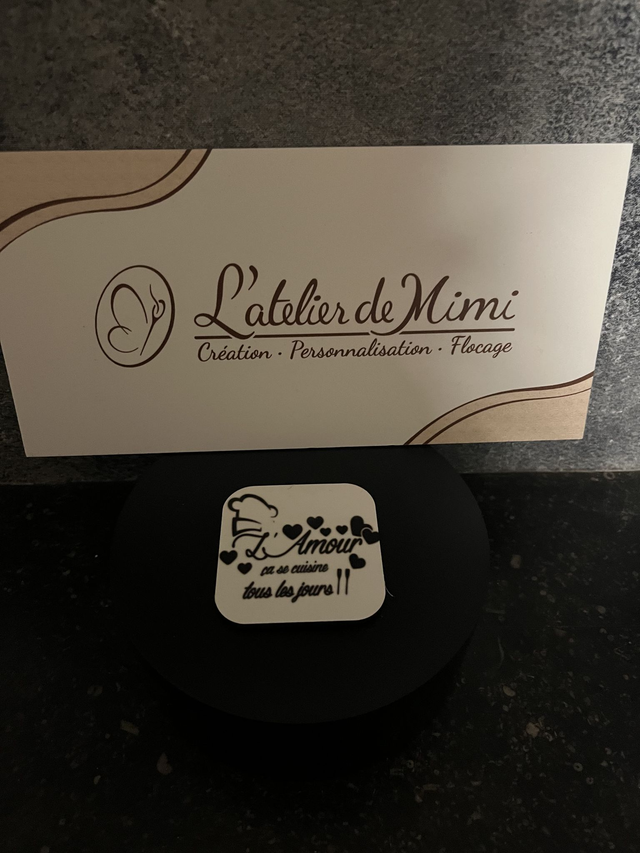 L'atelier de Mimi
Création · Personnalisation · Flocage
L'Amour
ça se cuisine
tous les jours !!